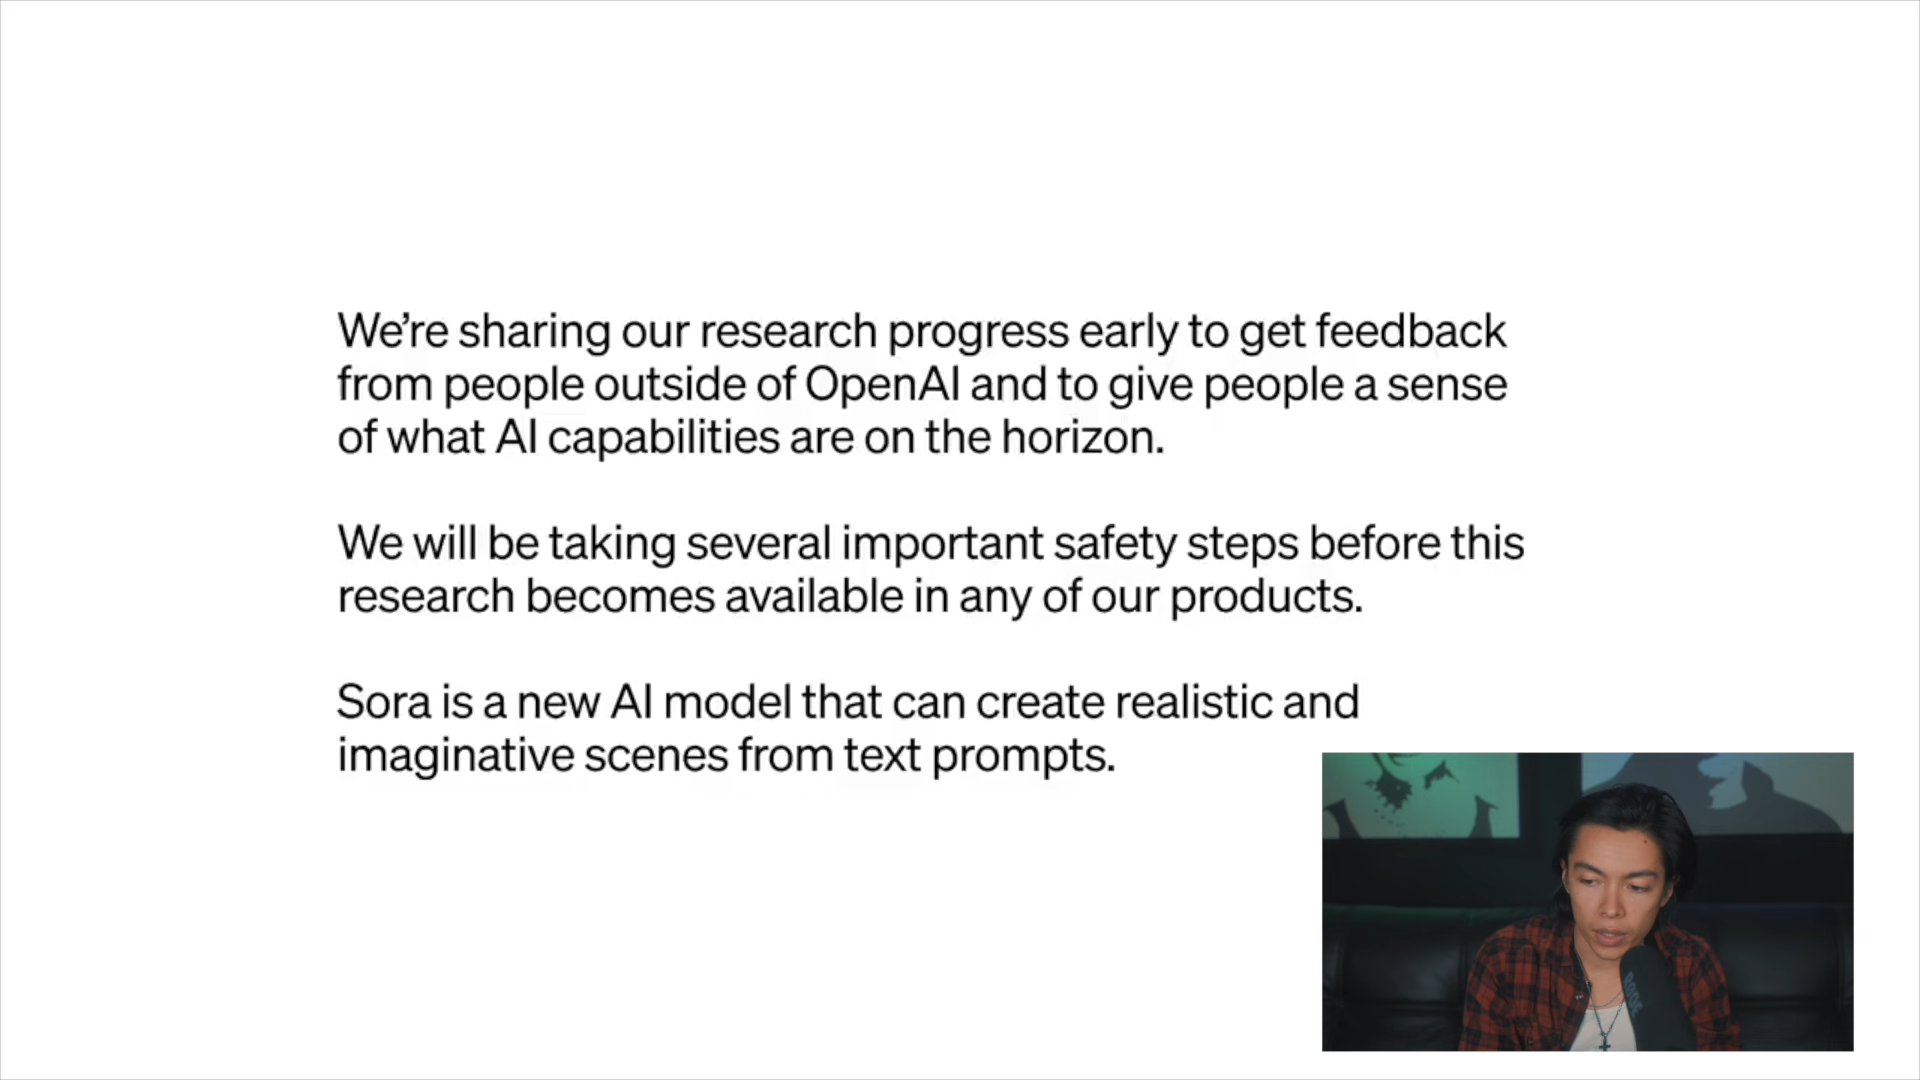 We’re sharing our research progress early to get feedback
from people outside of OpenAI and to give people a sense
of what AI capabilities are on the horizon.
We will be taking several important safety steps before this
research becomes available in any of our products.
Sora is a new AI model that can create realistic and
imaginative scenes from text prompts.
RODE